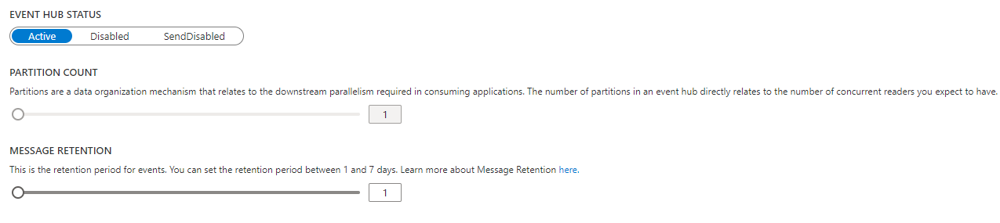 EVENT HUB STATUS
Active Disabled SendDisabled
PARTITION COUNT
Partitions are a data organization mechanism that relates to the downstream parallelism required in consuming applications. The number of partitions in an event hub directly relates to the number of concurrent readers you expect to have.
1
MESSAGE RETENTION
This is the retention period for events. You can set the retention period between 1 and 7 days. Learn more about Message Retention here.
1